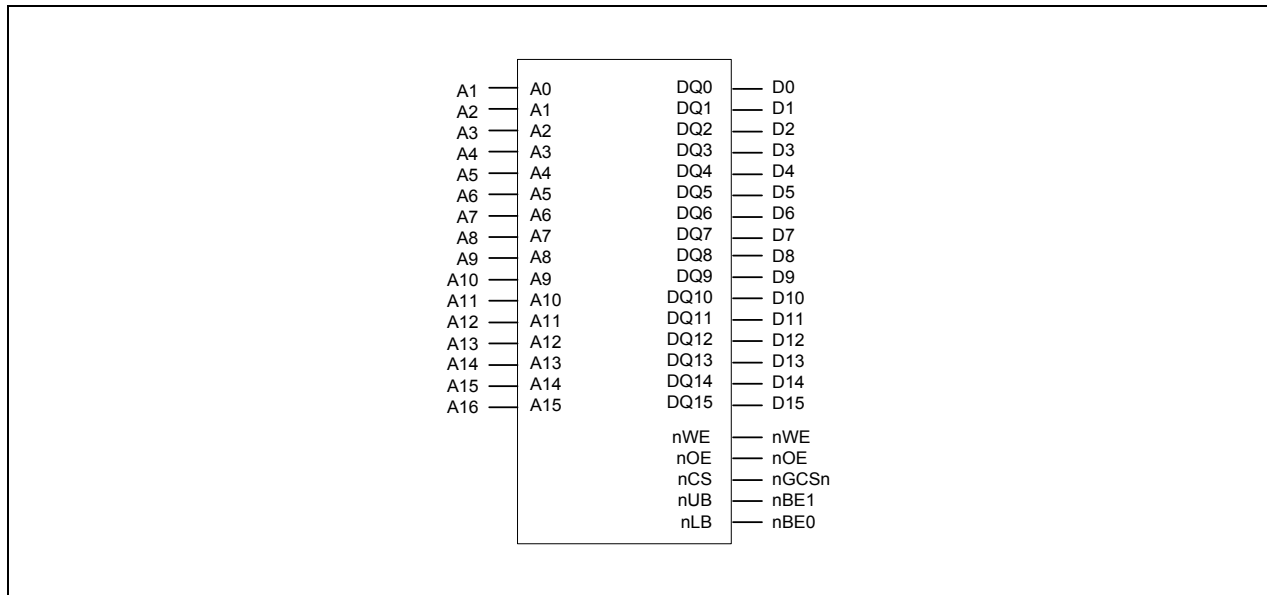 A1 A0 DQ0 D0
A2 A1 DQ1 D1
A3 A2 DQ2 D2
A4 A3 DQ3 D3
A5 A4 DQ4 D4
A6 A5 DQ5 D5
A7 A6 DQ6 D6
A8 A7 DQ7 D7
A9 A8 DQ8 D8
A10 A9 DQ9 D9
A11 A10 DQ10 D10
A12 A11 DQ11 D11
A13 A12 DQ12 D12
A14 A13 DQ13 D13
A15 A14 DQ14 D14
A16 A15 DQ15 D15
nWE nWE
nOE nOE
nCS nGCSn
nUB nBE1
nLB nBE0